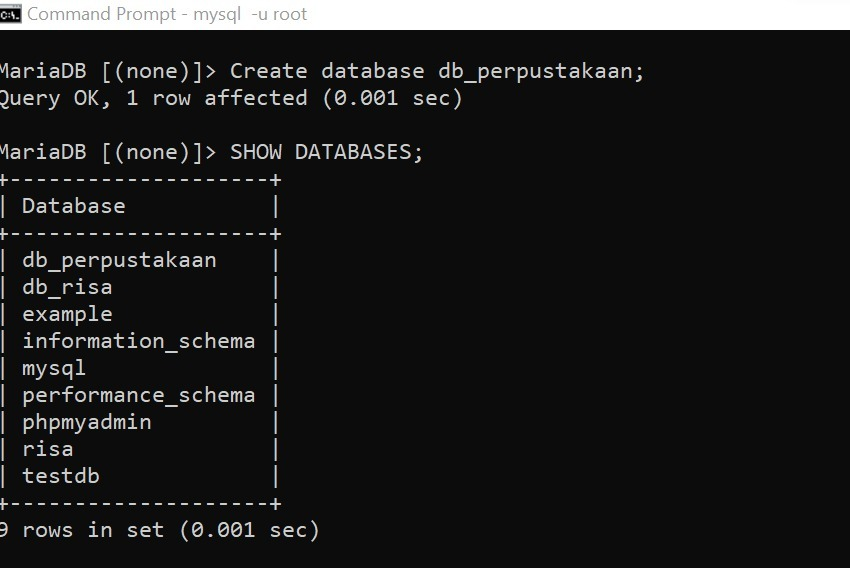 C:\. Command Prompt - mysql  -u root
MariaDB [(none)]> Create database db_perpustakaan;
Query OK, 1 row affected (0.001 sec)
MariaDB [(none)]> SHOW DATABASES;
+--------------------+
| Database           |
+--------------------+
| db_perpustakaan    |
| db_risa            |
| example            |
| information_schema |
| mysql              |
| performance_schema |
| phpmyadmin         |
| risa               |
| testdb             |
+--------------------+
9 rows in set (0.001 sec)